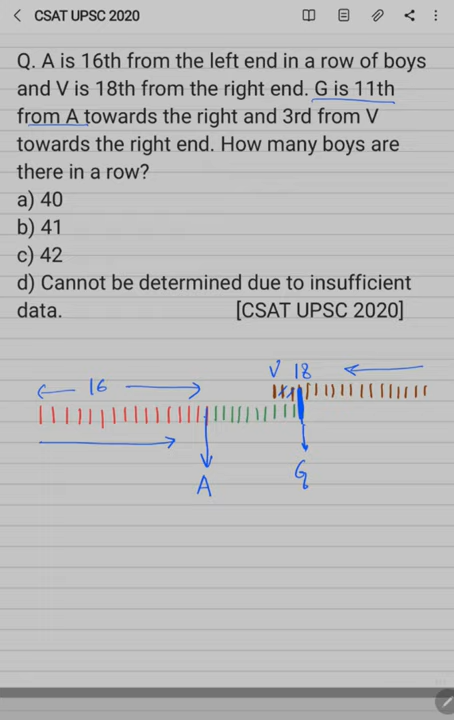 CSAT UPSC 2020
Q. A is 16th from the left end in a row of boys
and V is 18th from the right end. G is 11th
from A towards the right and 3rd from V
towards the right end. How many boys are
there in a row?
a) 40
b) 41
c) 42
d) Cannot be determined due to insufficient
data. [CSAT UPSC 2020]
V 18
16
A
G